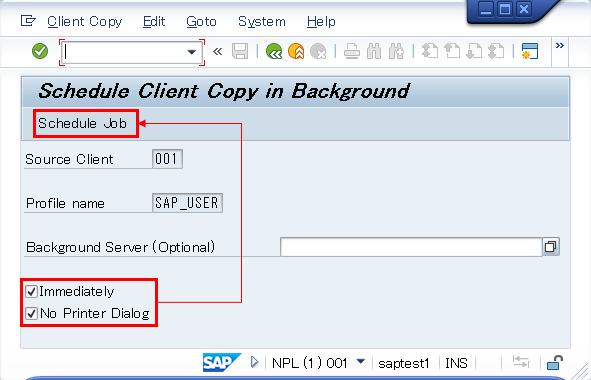 Client Copy Edit Goto System Help
Schedule Client Copy in Background
Schedule Job
Source Client 001
Profile name SAP_USER
Background Server (Optional)
Immediately
No Printer Dialog
SAP NPL (1) 001 saptest1 INS